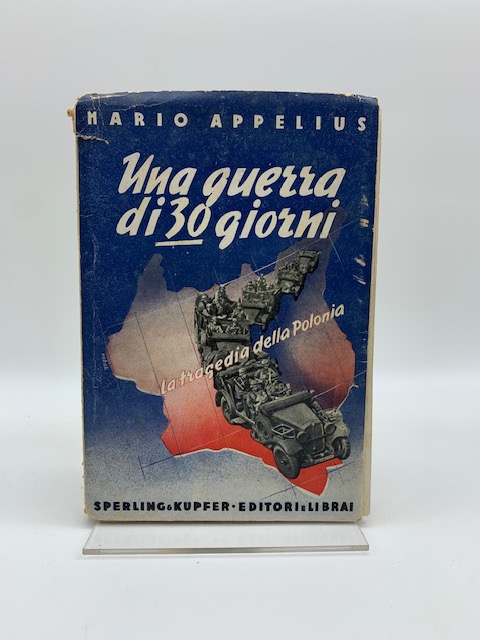 MARIO APPELIUS
Una guerra
di 30 giorni
la tragedia della Polonia
SPERLING & KUPFER · EDITORI E LIBRAI